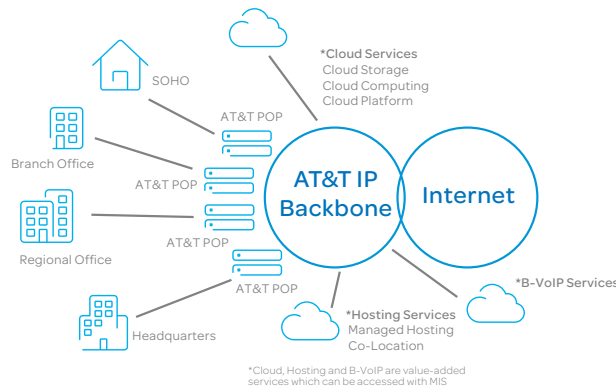 *Cloud Services
Cloud Storage
Cloud Computing
Cloud Platform
SOHO
AT&T POP
Branch Office
AT&T POP
AT&T IP
Backbone
Internet
AT&T POP
Regional Office
AT&T POP
*B-VoIP Services
*Hosting Services
Managed Hosting
Co-Location
Headquarters
*Cloud, Hosting and B-VoIP are value-added
services which can be accessed with MIS